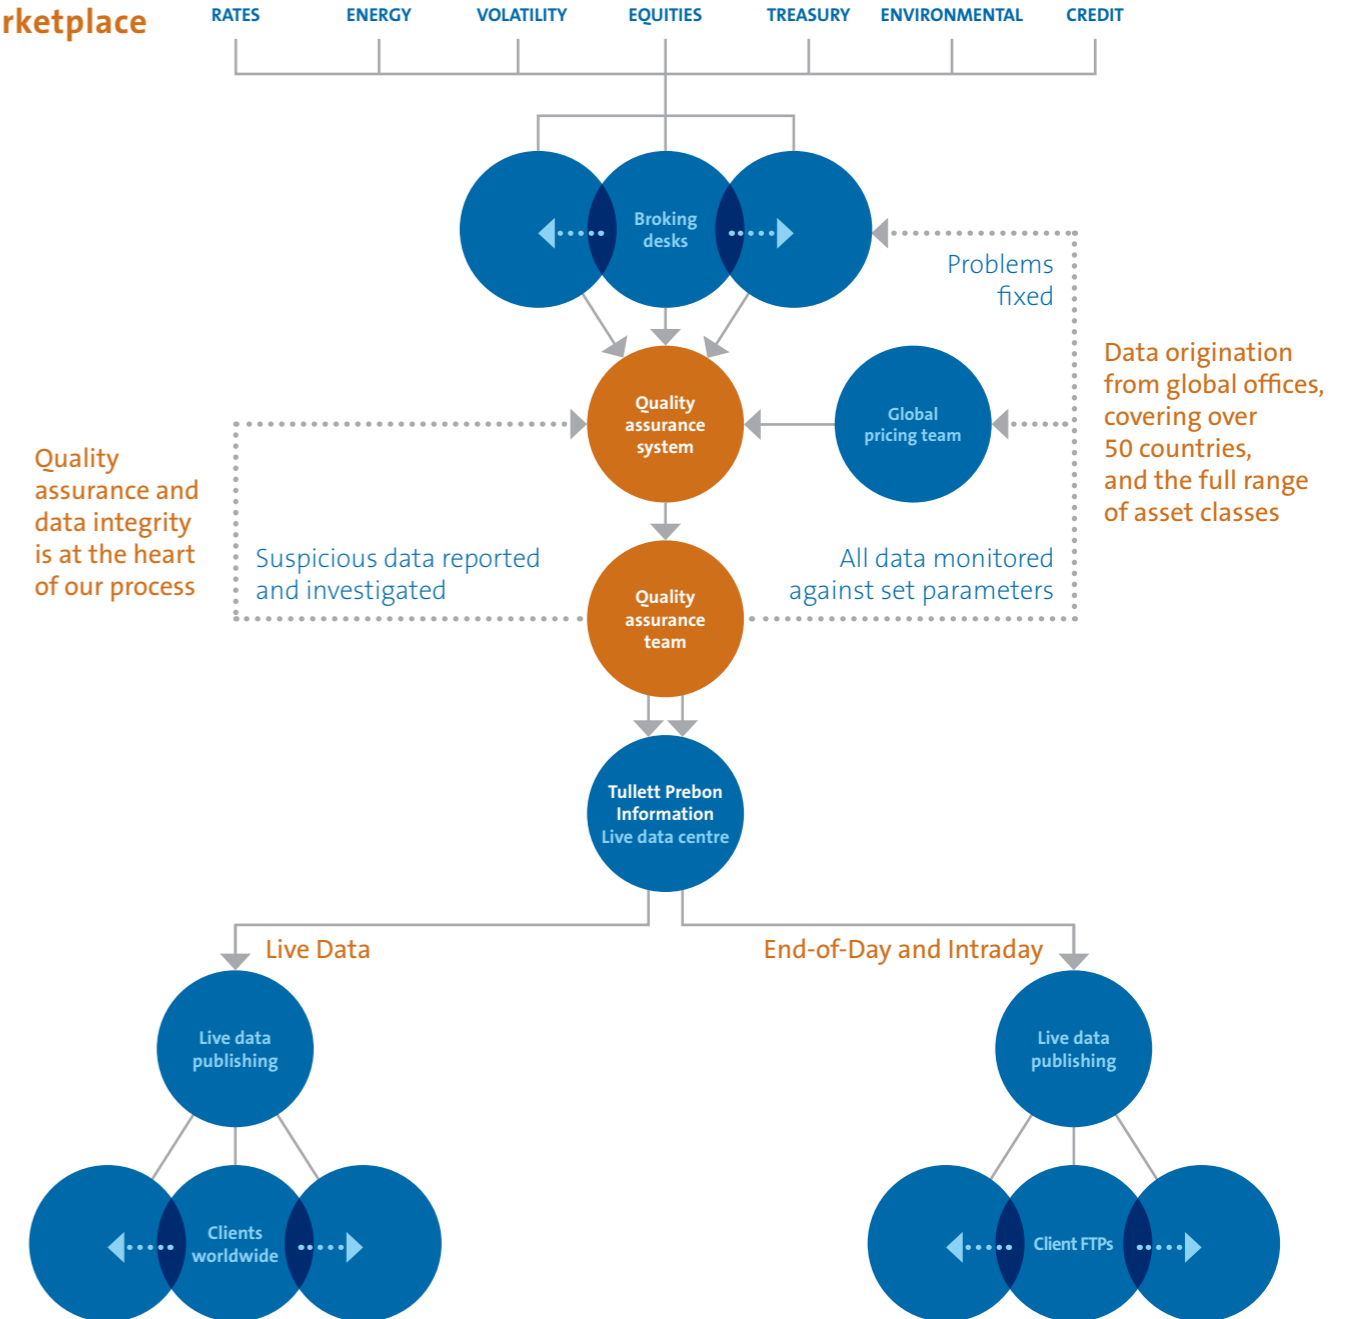 rketplace
RATES
ENERGY
VOLATILITY
EQUITIES
TREASURY
ENVIRONMENTAL
CREDIT
Broking
desks
Problems
fixed
Quality
assurance
system
Global
pricing team
Data origination
from global offices,
covering over
50 countries,
and the full range
of asset classes
Quality
assurance and
data integrity
is at the heart
of our process
Suspicious data reported
and investigated
All data monitored
against set parameters
Quality
assurance
team
Tullett Prebon
Information
Live data centre
Live Data
End-of-Day and Intraday
Live data
publishing
Live data
publishing
Clients
worldwide
Client FTPs